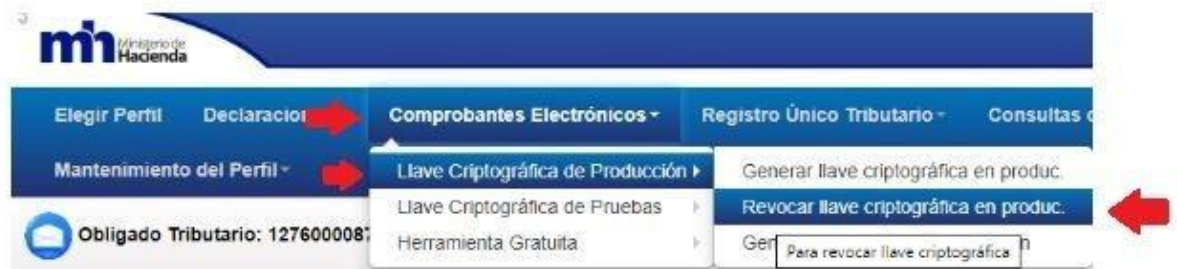 Ministerio de
Hacienda
Elegir Perfil
Declaracion
Comprobantes Electrónicos
Registro Único Tributario
Consultas
Mantenimiento del Perfil
Llave Criptográfica de Producción
Generar llave criptográfica en produc.
Llave Criptográfica de Pruebas
Revocar llave criptográfica en produc.
Obligado Tributario: 1276000087
Herramienta Gratuita
Ger
Para revocar llave criptográfica
n